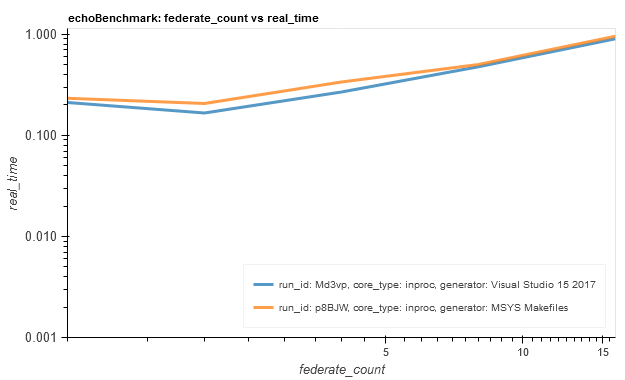 echoBenchmark: federate_count vs real_time
1.000
0.100
0.010
0.001
real_time
run_id: Md3vp, core_type: inproc, generator: Visual Studio 15 2017
run_id: p8BJW, core_type: inproc, generator: MSYS Makefiles
5
10
15
federate_count